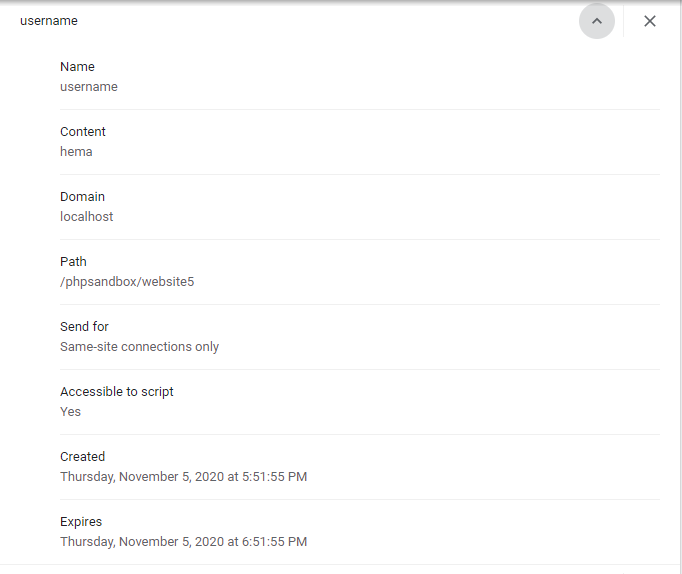 username
Name
username
Content
hema
Domain
localhost
Path
/phpsandbox/website5
Send for
Same-site connections only
Accessible to script
Yes
Created
Thursday, November 5, 2020 at 5:51:55 PM
Expires
Thursday, November 5, 2020 at 6:51:55 PM